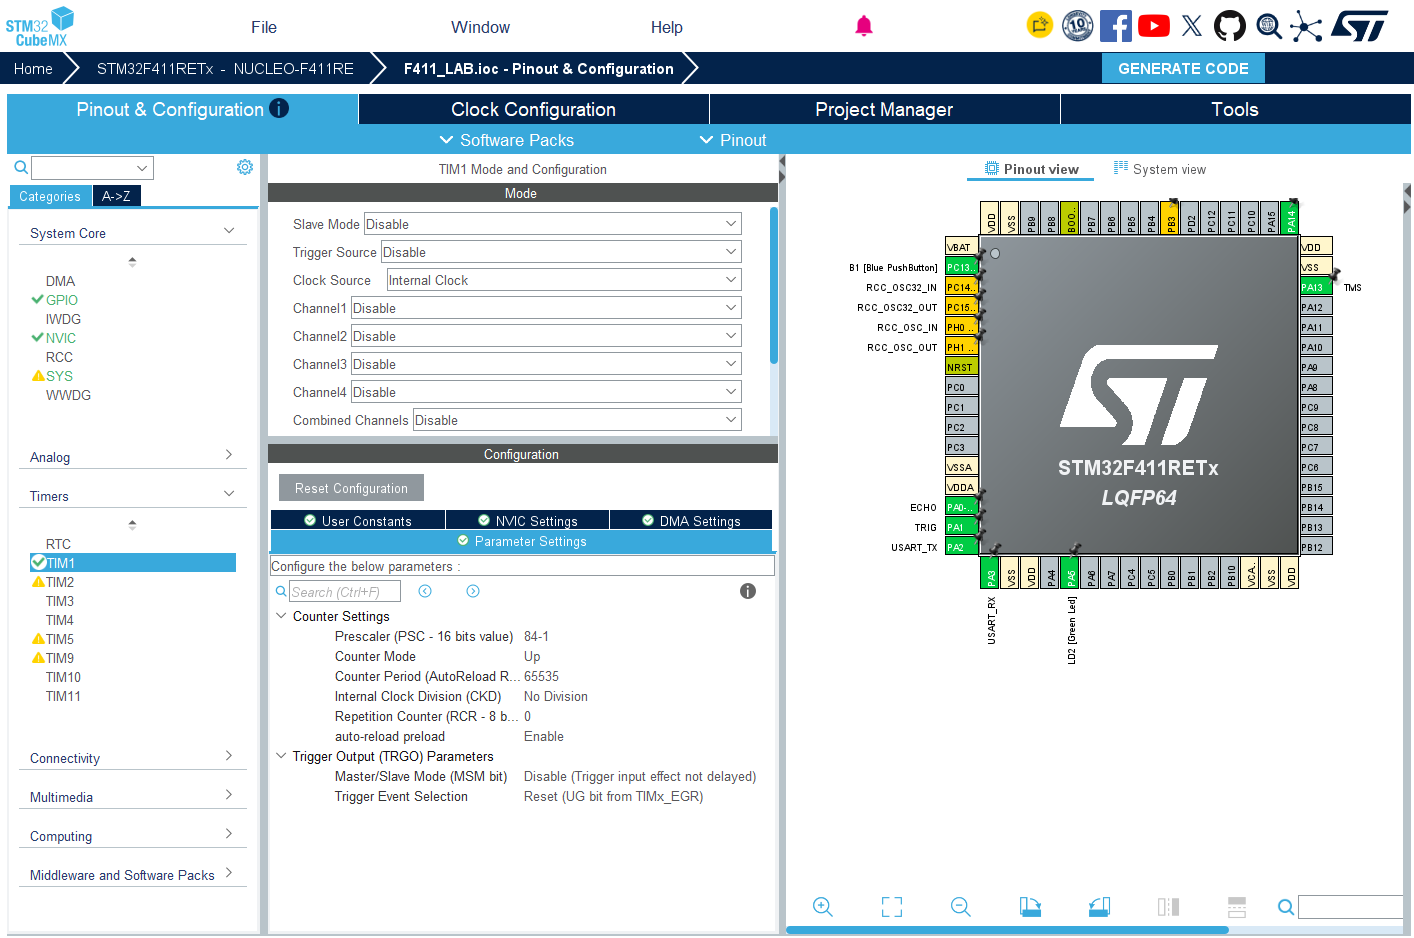 STM32
CubeMX
File
Window
Help
10
Home
STM32F411RETx - NUCLEO-F411RE
F411_LAB.ioc - Pinout & Configuration
GENERATE CODE
Pinout & Configuration
Clock Configuration
Project Manager
Tools
Software Packs
Pinout
Categories
A->Z
System Core
DMA
GPIO
IWDG
NVIC
RCC
SYS
WWDG
Analog
Timers
RTC
TIM1
TIM2
TIM3
TIM4
TIM5
TIM9
TIM10
TIM11
Connectivity
Multimedia
Computing
Middleware and Software Packs
TIM1 Mode and Configuration
Mode
Slave Mode Disable
Trigger Source Disable
Clock Source Internal Clock
Channel1 Disable
Channel2 Disable
Channel3 Disable
Channel4 Disable
Combined Channels Disable
Configuration
Reset Configuration
User Constants
NVIC Settings
DMA Settings
Parameter Settings
Configure the below parameters :
Search (Ctrl+F)
Counter Settings
Prescaler (PSC - 16 bits value) 84-1
Counter Mode Up
Counter Period (AutoReload R... 65535
Internal Clock Division (CKD) No Division
Repetition Counter (RCR - 8 b... 0
auto-reload preload Enable
Trigger Output (TRGO) Parameters
Master/Slave Mode (MSM bit) Disable (Trigger input effect not delayed)
Trigger Event Selection Reset (UG bit from TIMx_EGR)
Pinout view
System view
VDD
VSS
PB9
PB8
BOO..
PB7
PB6
PB5
PB4
PB3
PD2
PC12
PC11
PC10
PA15
PA14
VBAT
B1 [Blue PushButton] PC13..
RCC_OSC32_IN PC14..
RCC_OSC32_OUT PC15..
RCC_OSC_IN PH0 ..
RCC_OSC_OUT PH1 ..
NRST
PC0
PC1
PC2
PC3
VSSA
VDDA
ECHO PA0-..
TRIG PA1
USART_TX PA2
STM32F411RETx
LQFP64
VDD
VSS
PA13 TMS
PA12
PA11
PA10
PA9
PA8
PC9
PC8
PC7
PC6
PB15
PB14
PB13
PB12
PA3
VSS
VDD
PA4
PA5
PA6
PA7
PC4
PC5
PB0
PB1
PB2
PB10
VCA..
VSS
VDD
USART_RX
LD2 [Green Led]